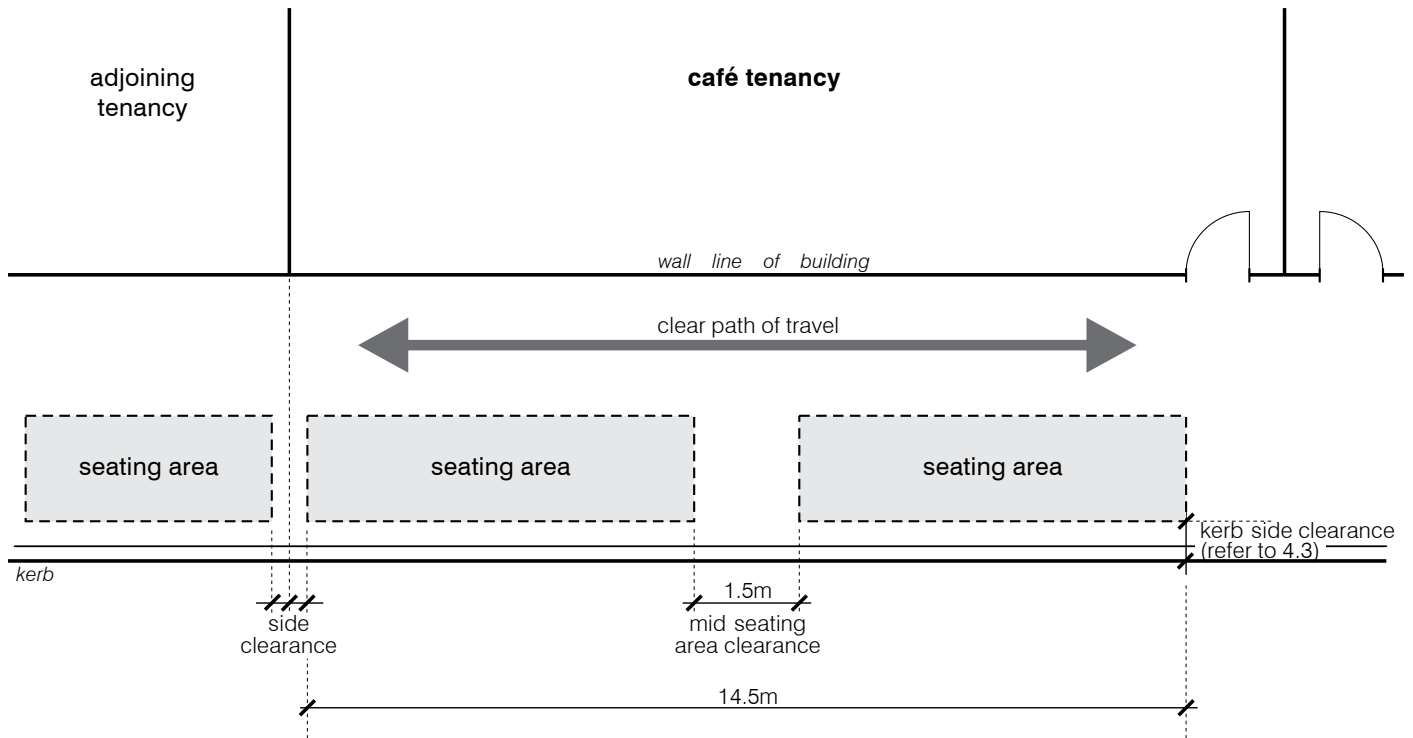 adjoining
tenancy
café tenancy
wall line of building
clear path of travel
seating area
seating area
seating area
kerb side clearance
(refer to 4.3)
kerb
1.5m
side
clearance
mid seating
area clearance
14.5m